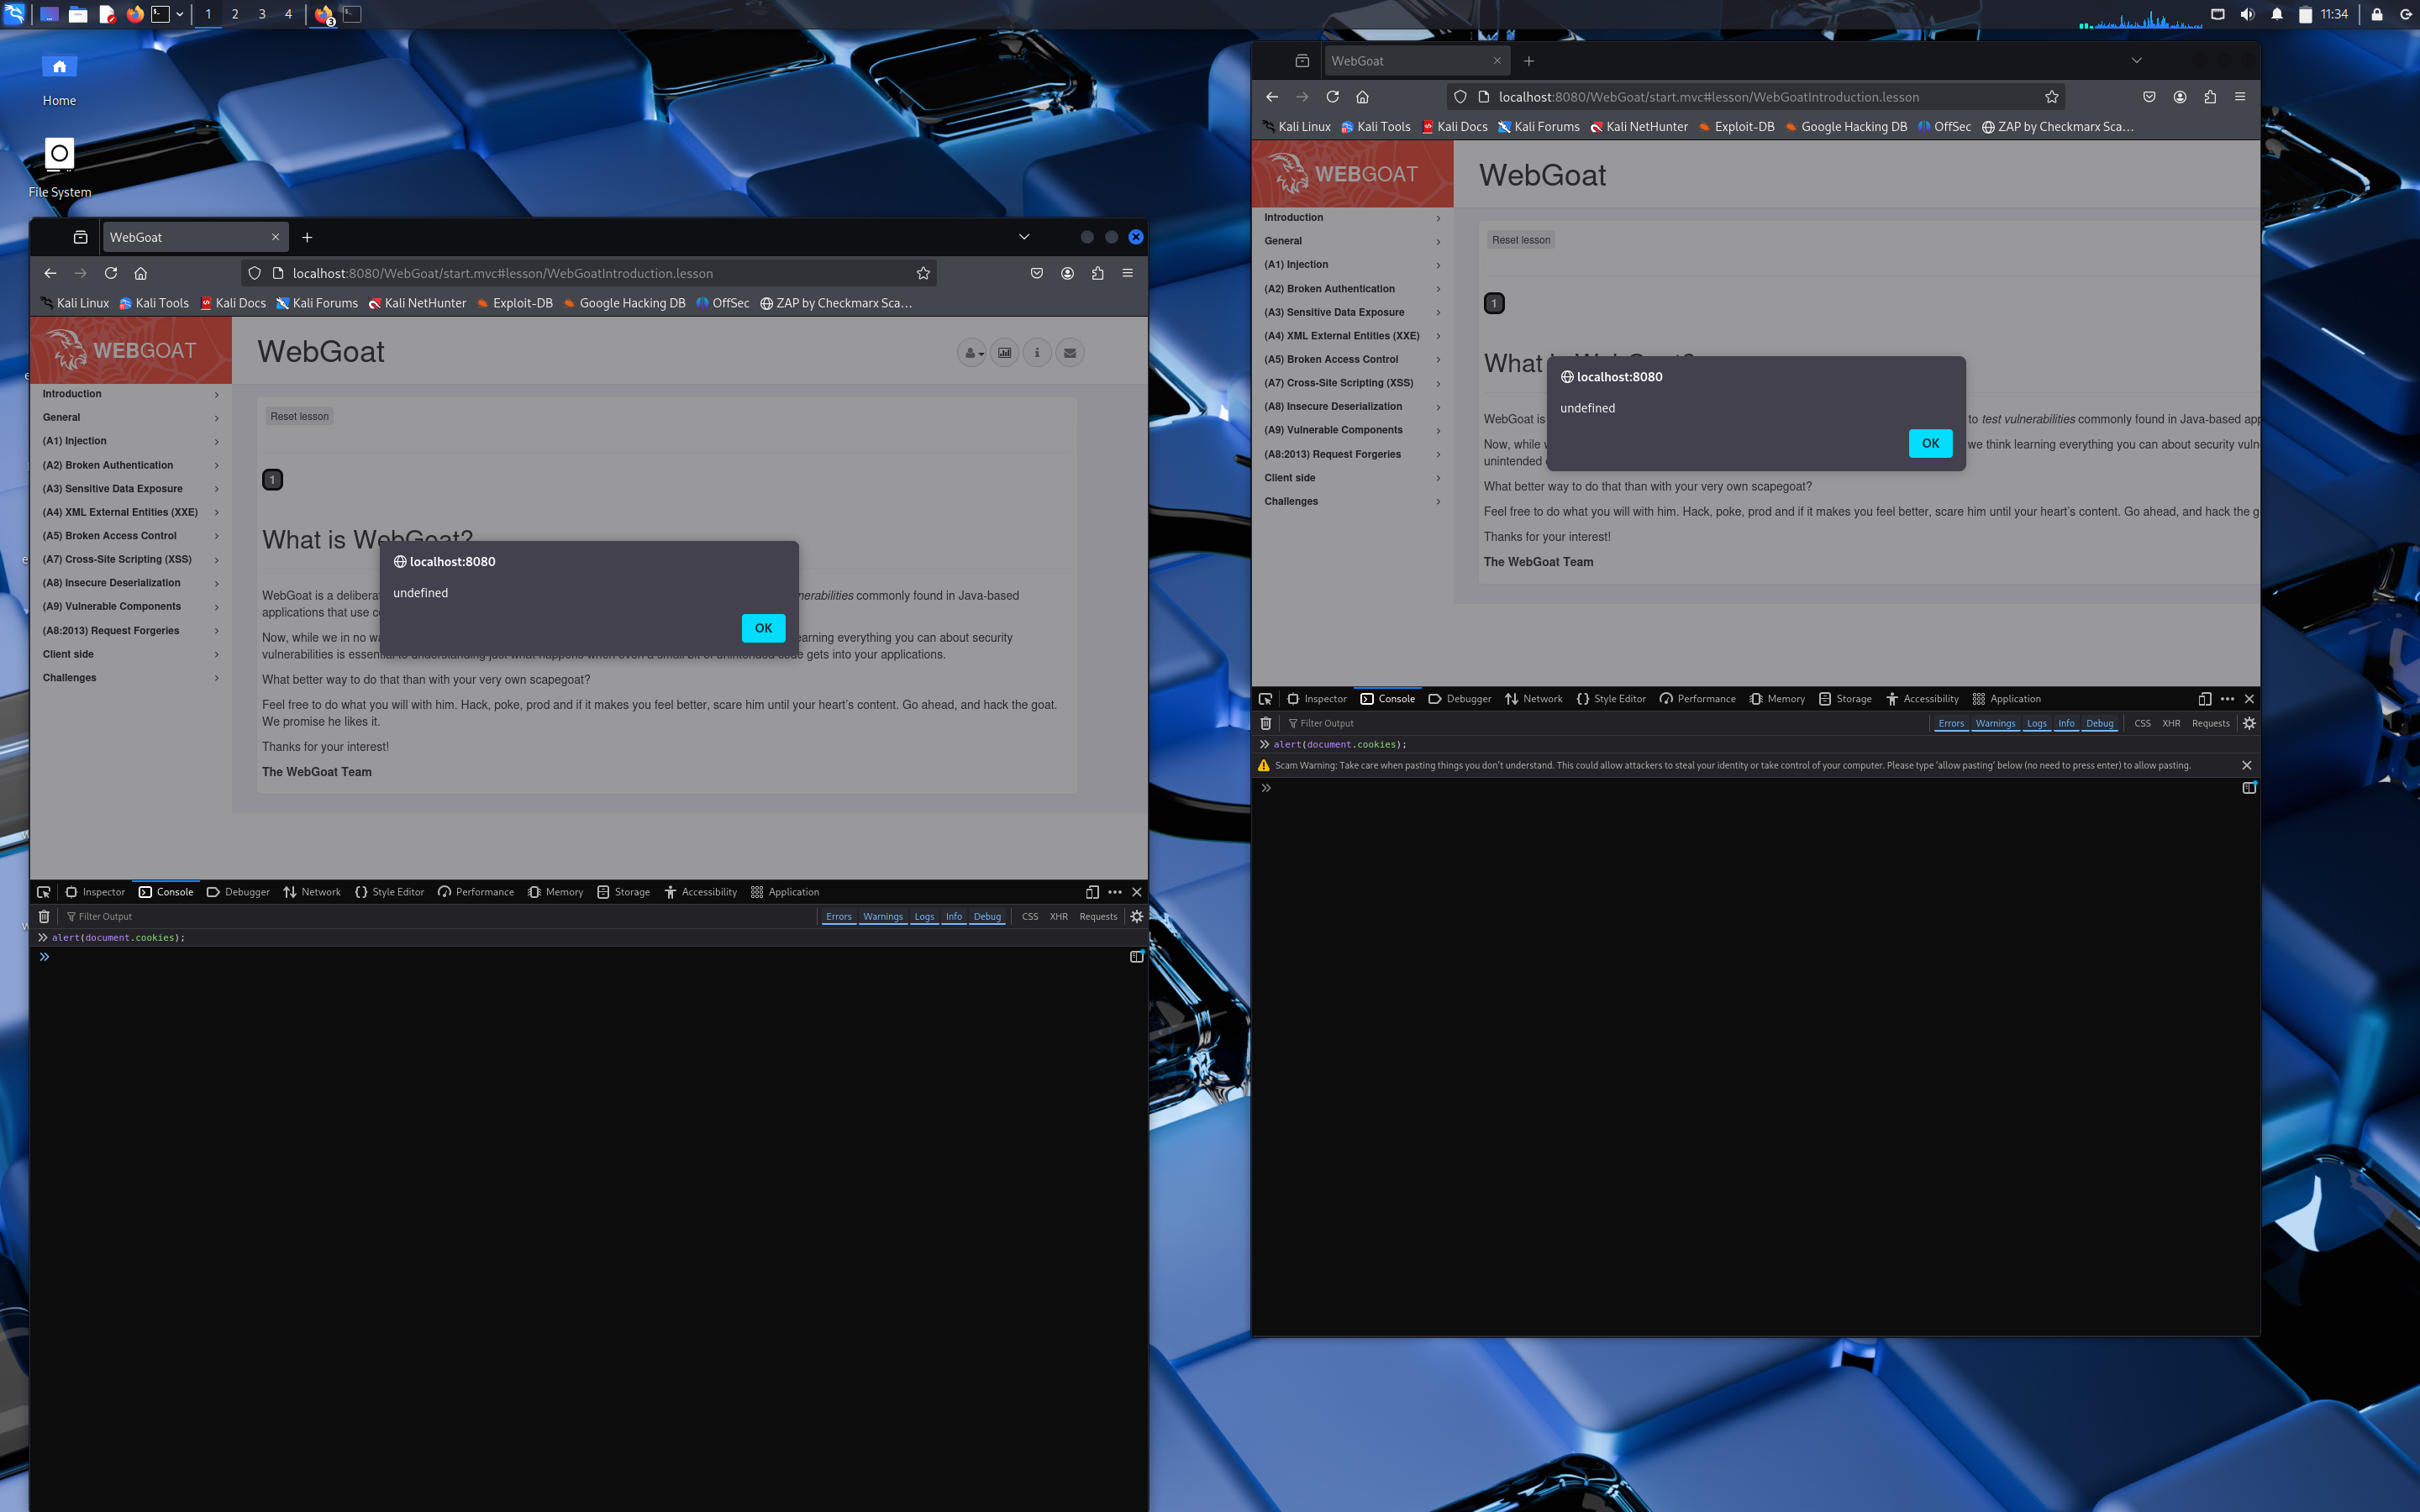 1 2 3 4 3 11:34
Home
File System
WebGoat
localhost:8080/WebGoat/start.mvc#lesson/WebGoatIntroduction.lesson
Kali Linux Kali Tools Kali Docs Kali Forums Kali NetHunter Exploit-DB Google Hacking DB OffSec ZAP by Checkmarx Sca…
WEBGOAT
WebGoat
Introduction
General
(A1) Injection
(A2) Broken Authentication
(A3) Sensitive Data Exposure
(A4) XML External Entities (XXE)
(A5) Broken Access Control
(A7) Cross-Site Scripting (XSS)
(A8) Insecure Deserialization
(A9) Vulnerable Components
(A8:2013) Request Forgeries
Client side
Challenges
Reset lesson
1
What is WebGoat?
localhost:8080
undefined
OK
WebGoat is a deliberat nerabilities commonly found in Java-based
applications that use co
Now, while we in no wa earning everything you can about security
vulnerabilities is essential to understanding just what happens when even a small bit of unintended code gets into your applications.
What better way to do that than with your very own scapegoat?
Feel free to do what you will with him. Hack, poke, prod and if it makes you feel better, scare him until your heart’s content. Go ahead, and hack the goat.
We promise he likes it.
Thanks for your interest!
The WebGoat Team
Inspector Console Debugger Network Style Editor Performance Memory Storage Accessibility Application
Filter Output Errors Warnings Logs Info Debug CSS XHR Requests
alert(document.cookies);
WebGoat
localhost:8080/WebGoat/start.mvc#lesson/WebGoatIntroduction.lesson
Kali Linux Kali Tools Kali Docs Kali Forums Kali NetHunter Exploit-DB Google Hacking DB OffSec ZAP by Checkmarx Sca…
WEBGOAT
WebGoat
Introduction
General
(A1) Injection
(A2) Broken Authentication
(A3) Sensitive Data Exposure
(A4) XML External Entities (XXE)
(A5) Broken Access Control
(A7) Cross-Site Scripting (XSS)
(A8) Insecure Deserialization
(A9) Vulnerable Components
(A8:2013) Request Forgeries
Client side
Challenges
Reset lesson
1
What is WebGoat?
localhost:8080
undefined
OK
WebGoat is to test vulnerabilities commonly found in Java-based app
Now, while w we think learning everything you can about security vuln
unintended
What better way to do that than with your very own scapegoat?
Feel free to do what you will with him. Hack, poke, prod and if it makes you feel better, scare him until your heart’s content. Go ahead, and hack the g
Thanks for your interest!
The WebGoat Team
Inspector Console Debugger Network Style Editor Performance Memory Storage Accessibility Application
Filter Output Errors Warnings Logs Info Debug CSS XHR Requests
alert(document.cookies);
Scam Warning: Take care when pasting things you don’t understand. This could allow attackers to steal your identity or take control of your computer. Please type ‘allow pasting’ below (no need to press enter) to allow pasting.